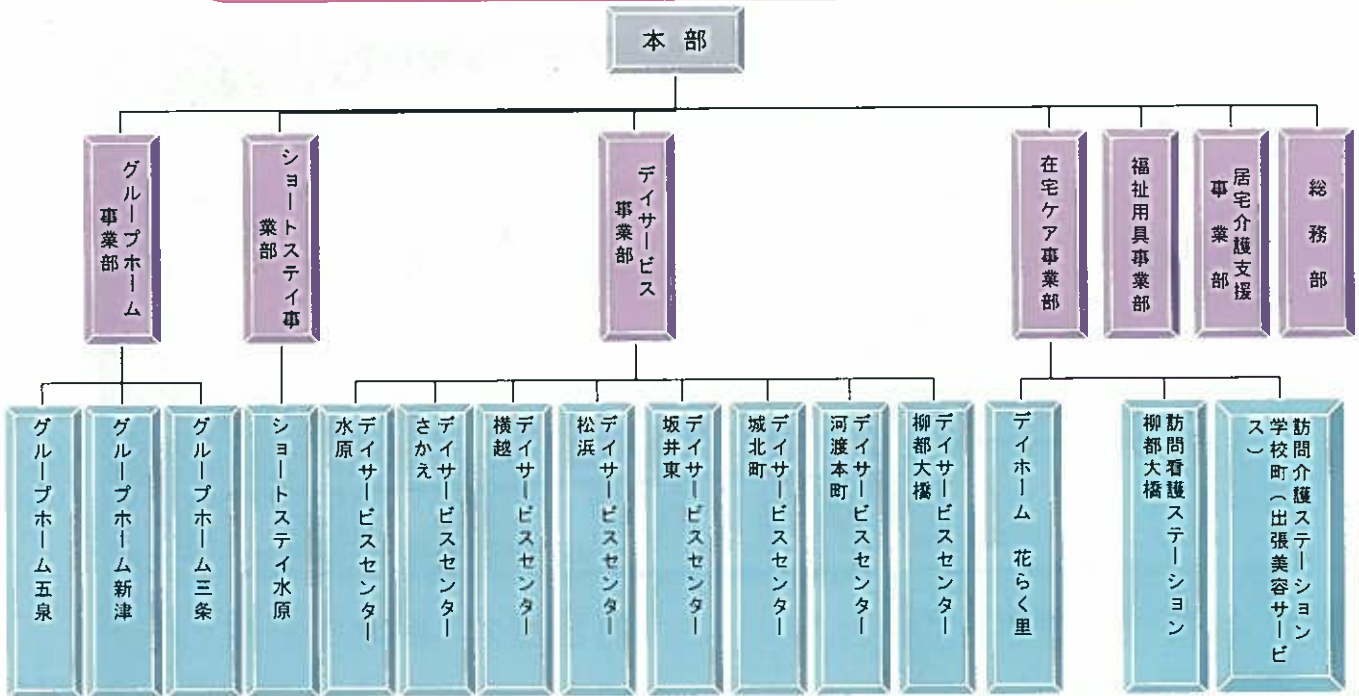 本部
グループホーム
事業部
ショートステイ事
業部
デイサービス
事業部
在宅ケア事業部
福祉用具事業部
居宅介護支援
事業部
総務部
グループホーム五泉
グループホーム新津
グループホーム三条
ショートステイ水原
デイサービスセンター
水原
デイサービスセンター
さかえ
デイサービスセンター
横越
デイサービスセンター
松浜
デイサービスセンター
坂井東
デイサービスセンター
城北町
デイサービスセンター
河渡本町
デイサービスセンター
柳都大橋
デイホーム 花らく里
訪問看護ステーション
柳都大橋
訪問介護ステーション
学校町（出張美容サービ
ス）